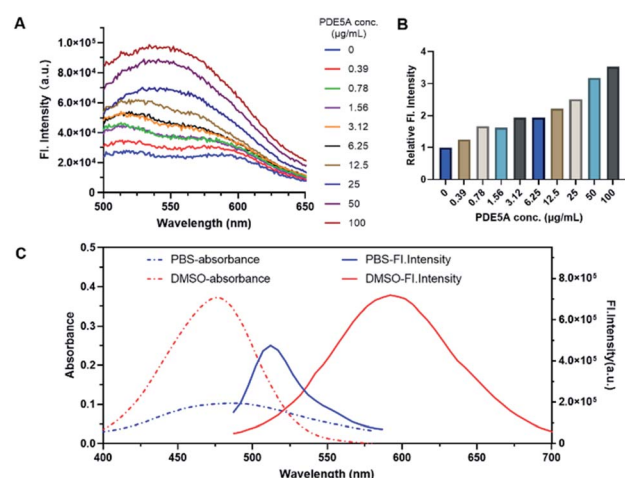 A
PDE5A conc.
(μg/mL)
0
0.39
0.78
1.56
3.12
6.25
12.5
25
50
100
Fl. Intensity (a.u.)
1.0×10⁵
8.0×10⁴
6.0×10⁴
4.0×10⁴
2.0×10⁴
500 550 600 650
Wavelength (nm)
B
Relative Fl. Intensity
4
3
2
1
0
0 0.39 0.78 1.56 3.12 6.25 12.5 25 50 100
PDE5A conc. (μg/mL)
C
PBS-absorbance PBS-Fl.Intensity
DMSO-absorbance DMSO-Fl.Intensity
Absorbance
0.5
0.4
0.3
0.2
0.1
0.0
Fl.Intensity(a.u.)
8.0×10⁵
6.0×10⁵
4.0×10⁵
2.0×10⁵
0
400 450 500 550 600 650 700
Wavelength (nm)